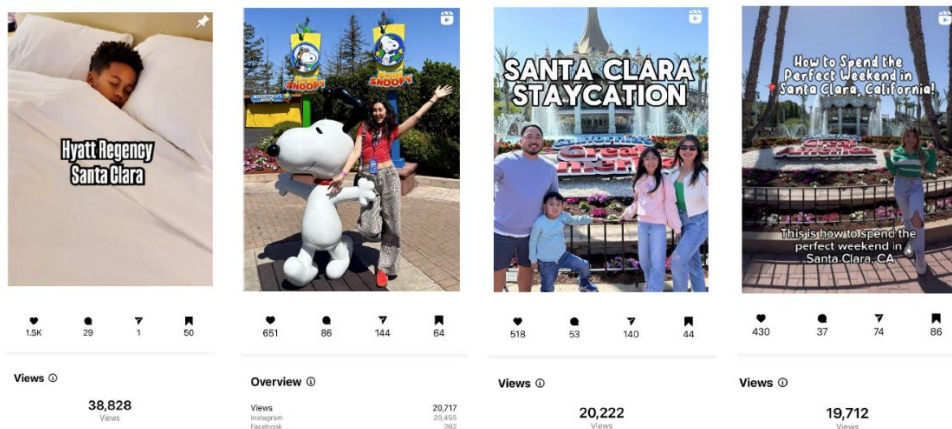 Hyatt Regency
Santa Clara
1.5K 29 1 50
Views
38,828
Views
SNOOPY
SNOOPY
651 86 144 64
Overview
Views 20,717
Instagram 20,455
Facebook 262
SANTA CLARA
STAYCATION
518 53 140 44
Views
20,222
Views
How to Spend the
Perfect Weekend in
Santa Clara, California!
This is how to spend the
perfect weekend in
Santa Clara, CA
430 37 74 86
Views
19,712
Views